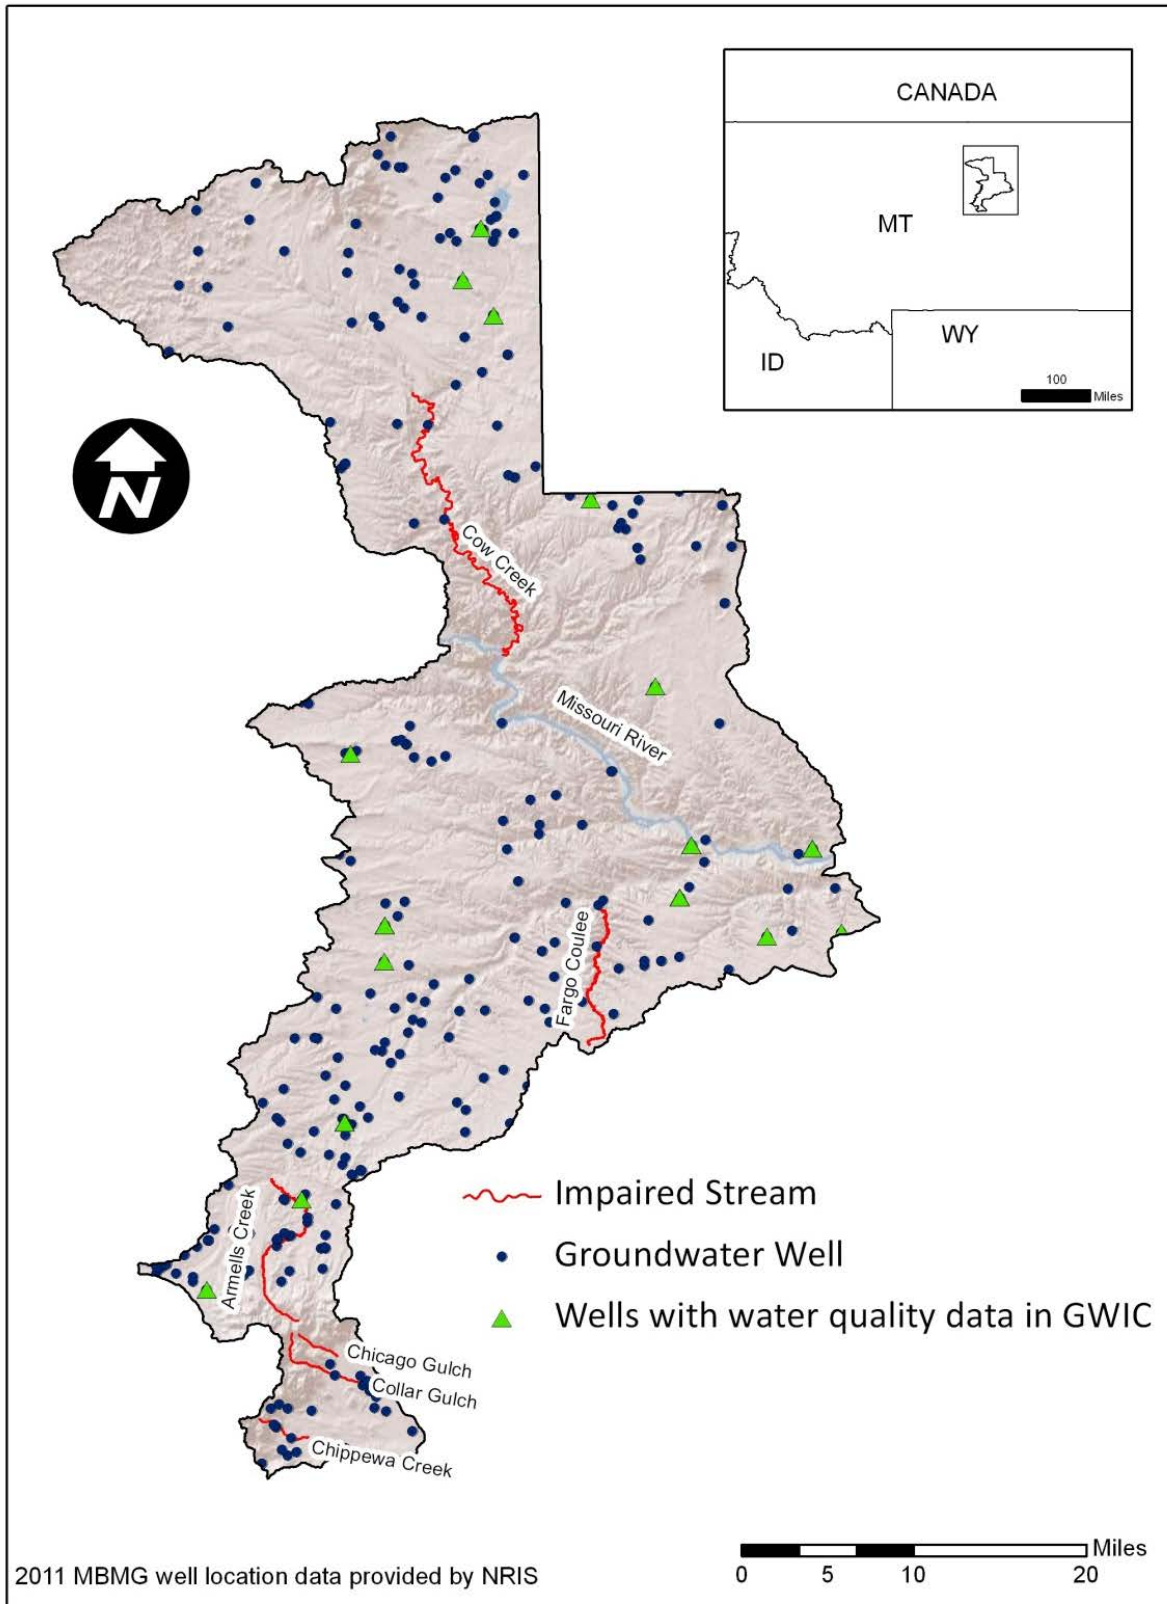 CANADA
MT
WY
ID
100
Miles
N
Cow Creek
Missouri River
Fargo Coulee
Armells Creek
Impaired Stream
Groundwater Well
Wells with water quality data in GWIC
Chicago Gulch
Collar Gulch
Chippewa Creek
Miles
0 5 10 20
2011 MBMG well location data provided by NRIS